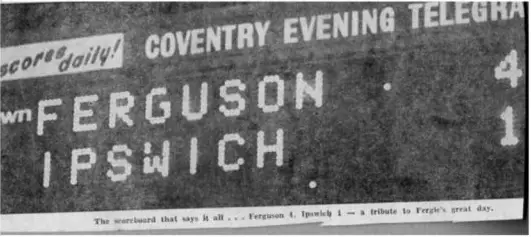 COVENTRY EVENING TELEGRA
scores daily!
wn FERGUSON 4
IPSWICH 1
The scoreboard that says it all . . . Ferguson 4, Ipswich 1 — a tribute to Fergie's great day.